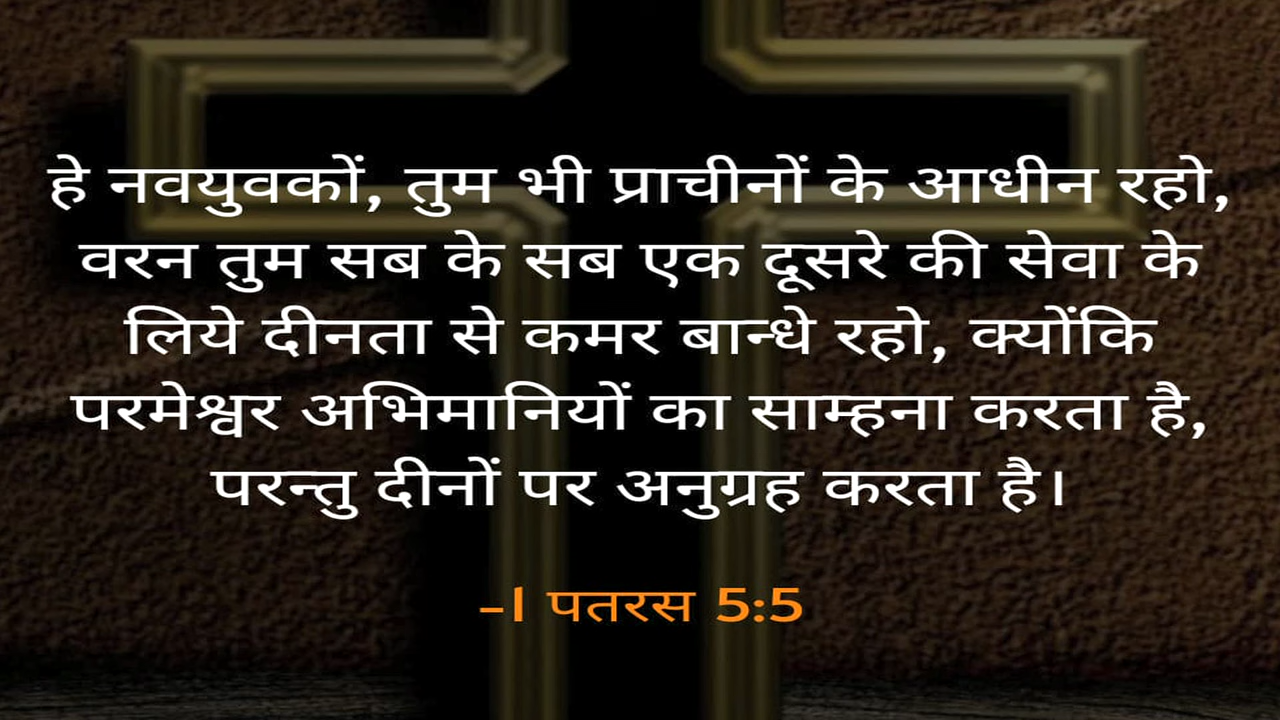 हे नवयुवकों, तुम भी प्राचीनों के आधीन रहो,
वरन तुम सब के सब एक दूसरे की सेवा के
लिये दीनता से कमर बान्धे रहो, क्योंकि
परमेश्वर अभिमानियों का साम्हना करता है,
परन्तु दीनों पर अनुग्रह करता है।
-I पतरस 5:5